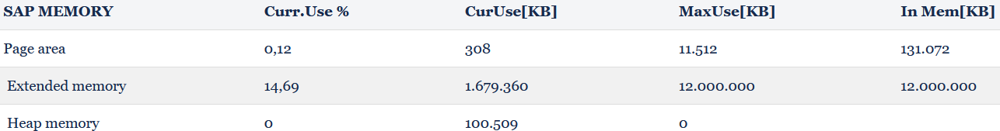 SAP MEMORY Curr.Use % CurUse[KB] MaxUse[KB] In Mem[KB]
Page area 0,12 308 11.512 131.072
Extended memory 14,69 1.679.360 12.000.000 12.000.000
Heap memory 0 100.509 0